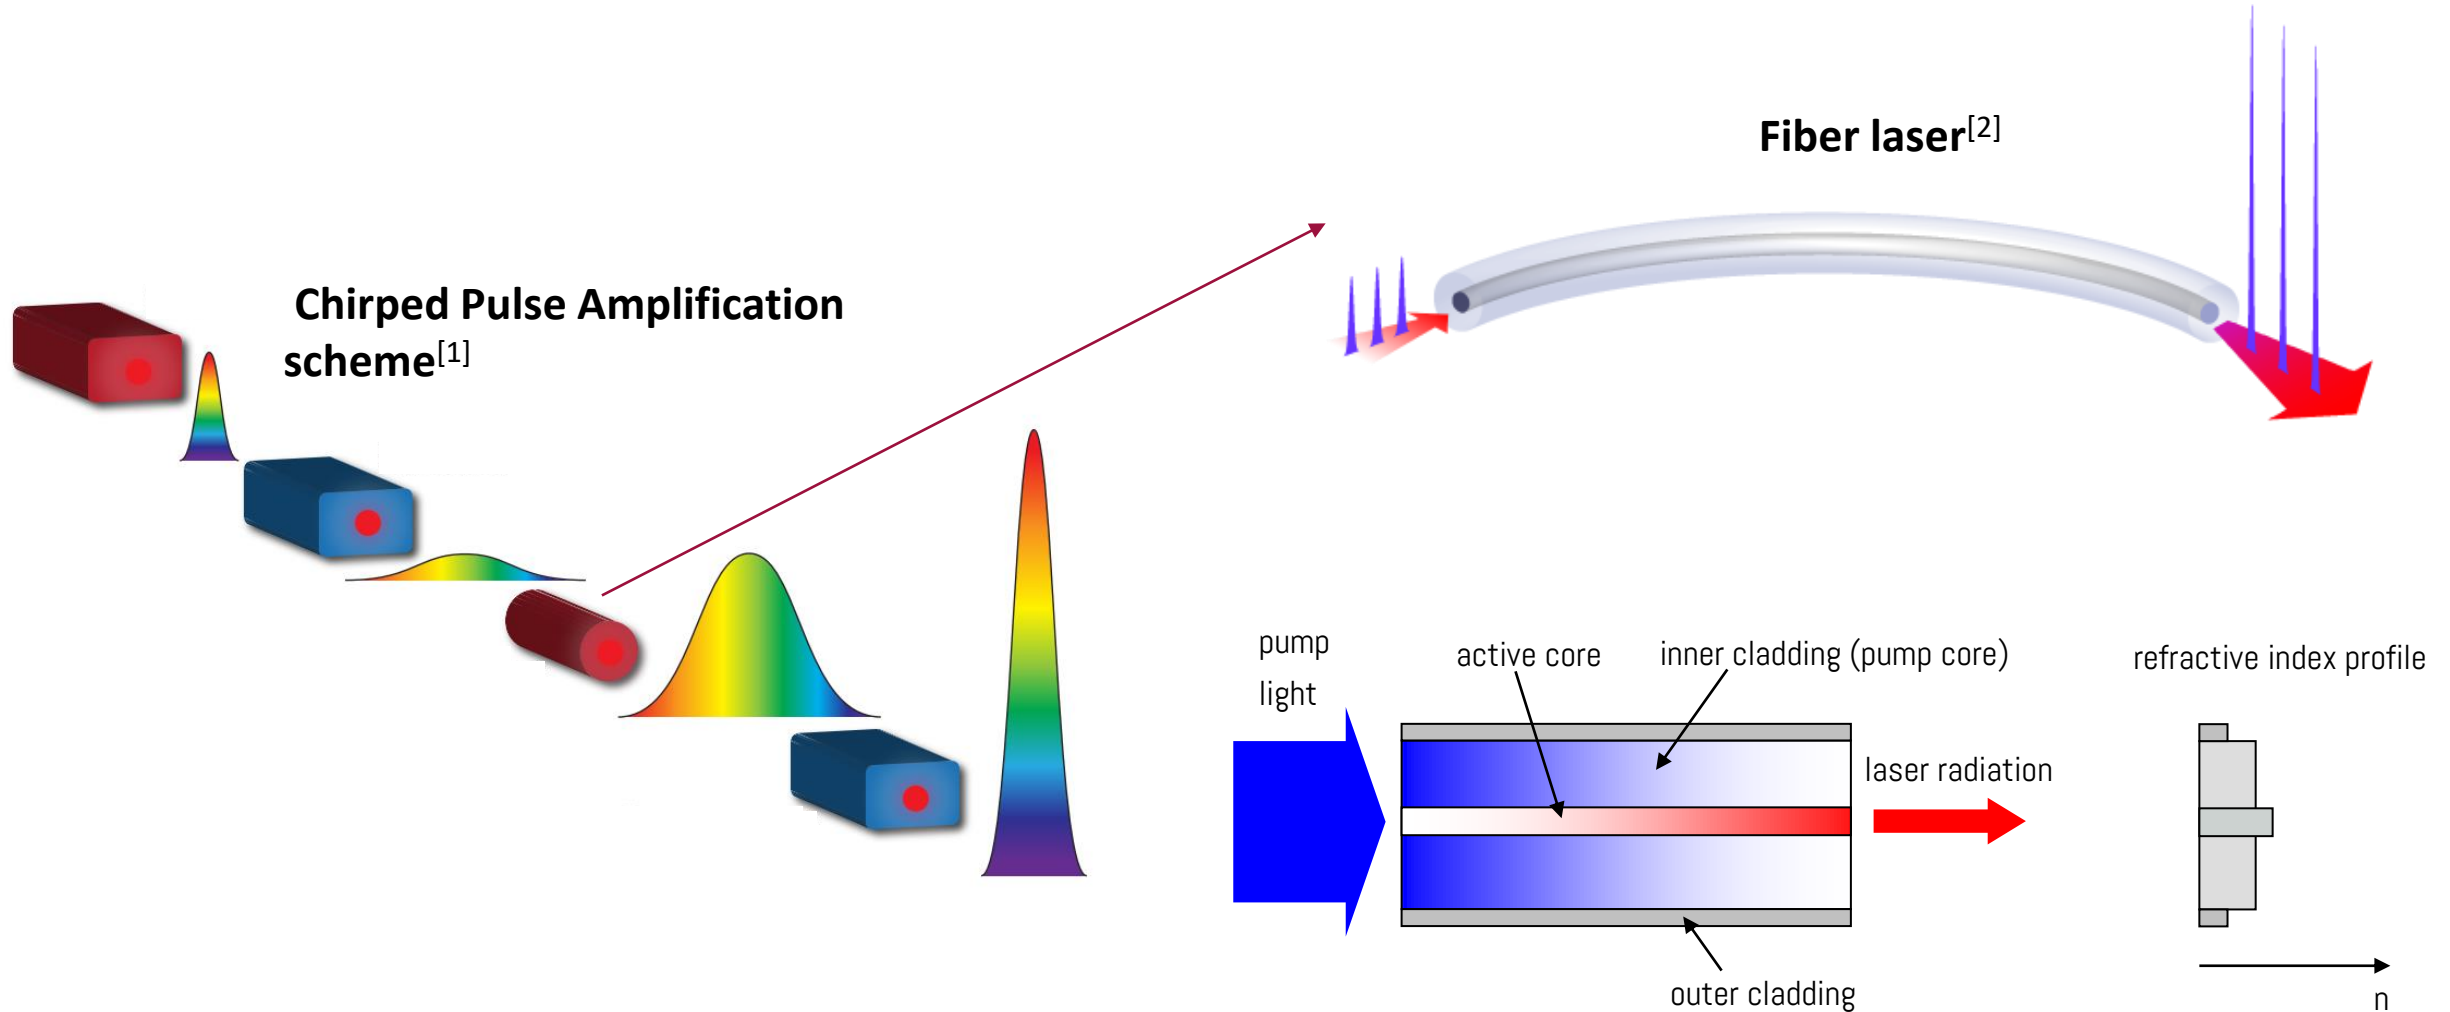 Fiber laser[2]
Chirped Pulse Amplification
scheme[1]
pump
light
active core
inner cladding (pump core)
refractive index profile
laser radiation
outer cladding
n